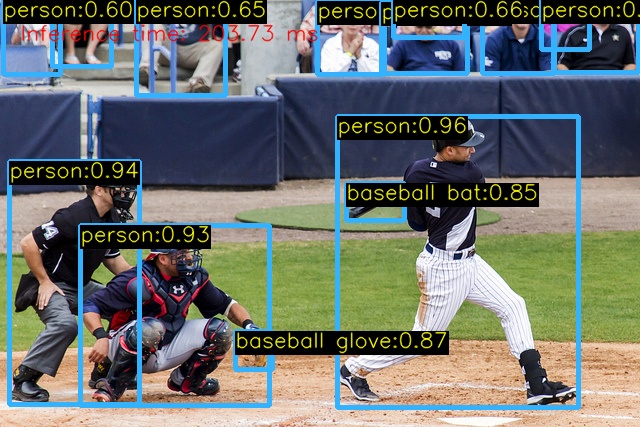 person:0.60
person:0.65
perso
person:0.66
person:0.
Inference time: 203.73 ms
person:0.96
person:0.94
baseball bat:0.85
person:0.93
baseball glove:0.87